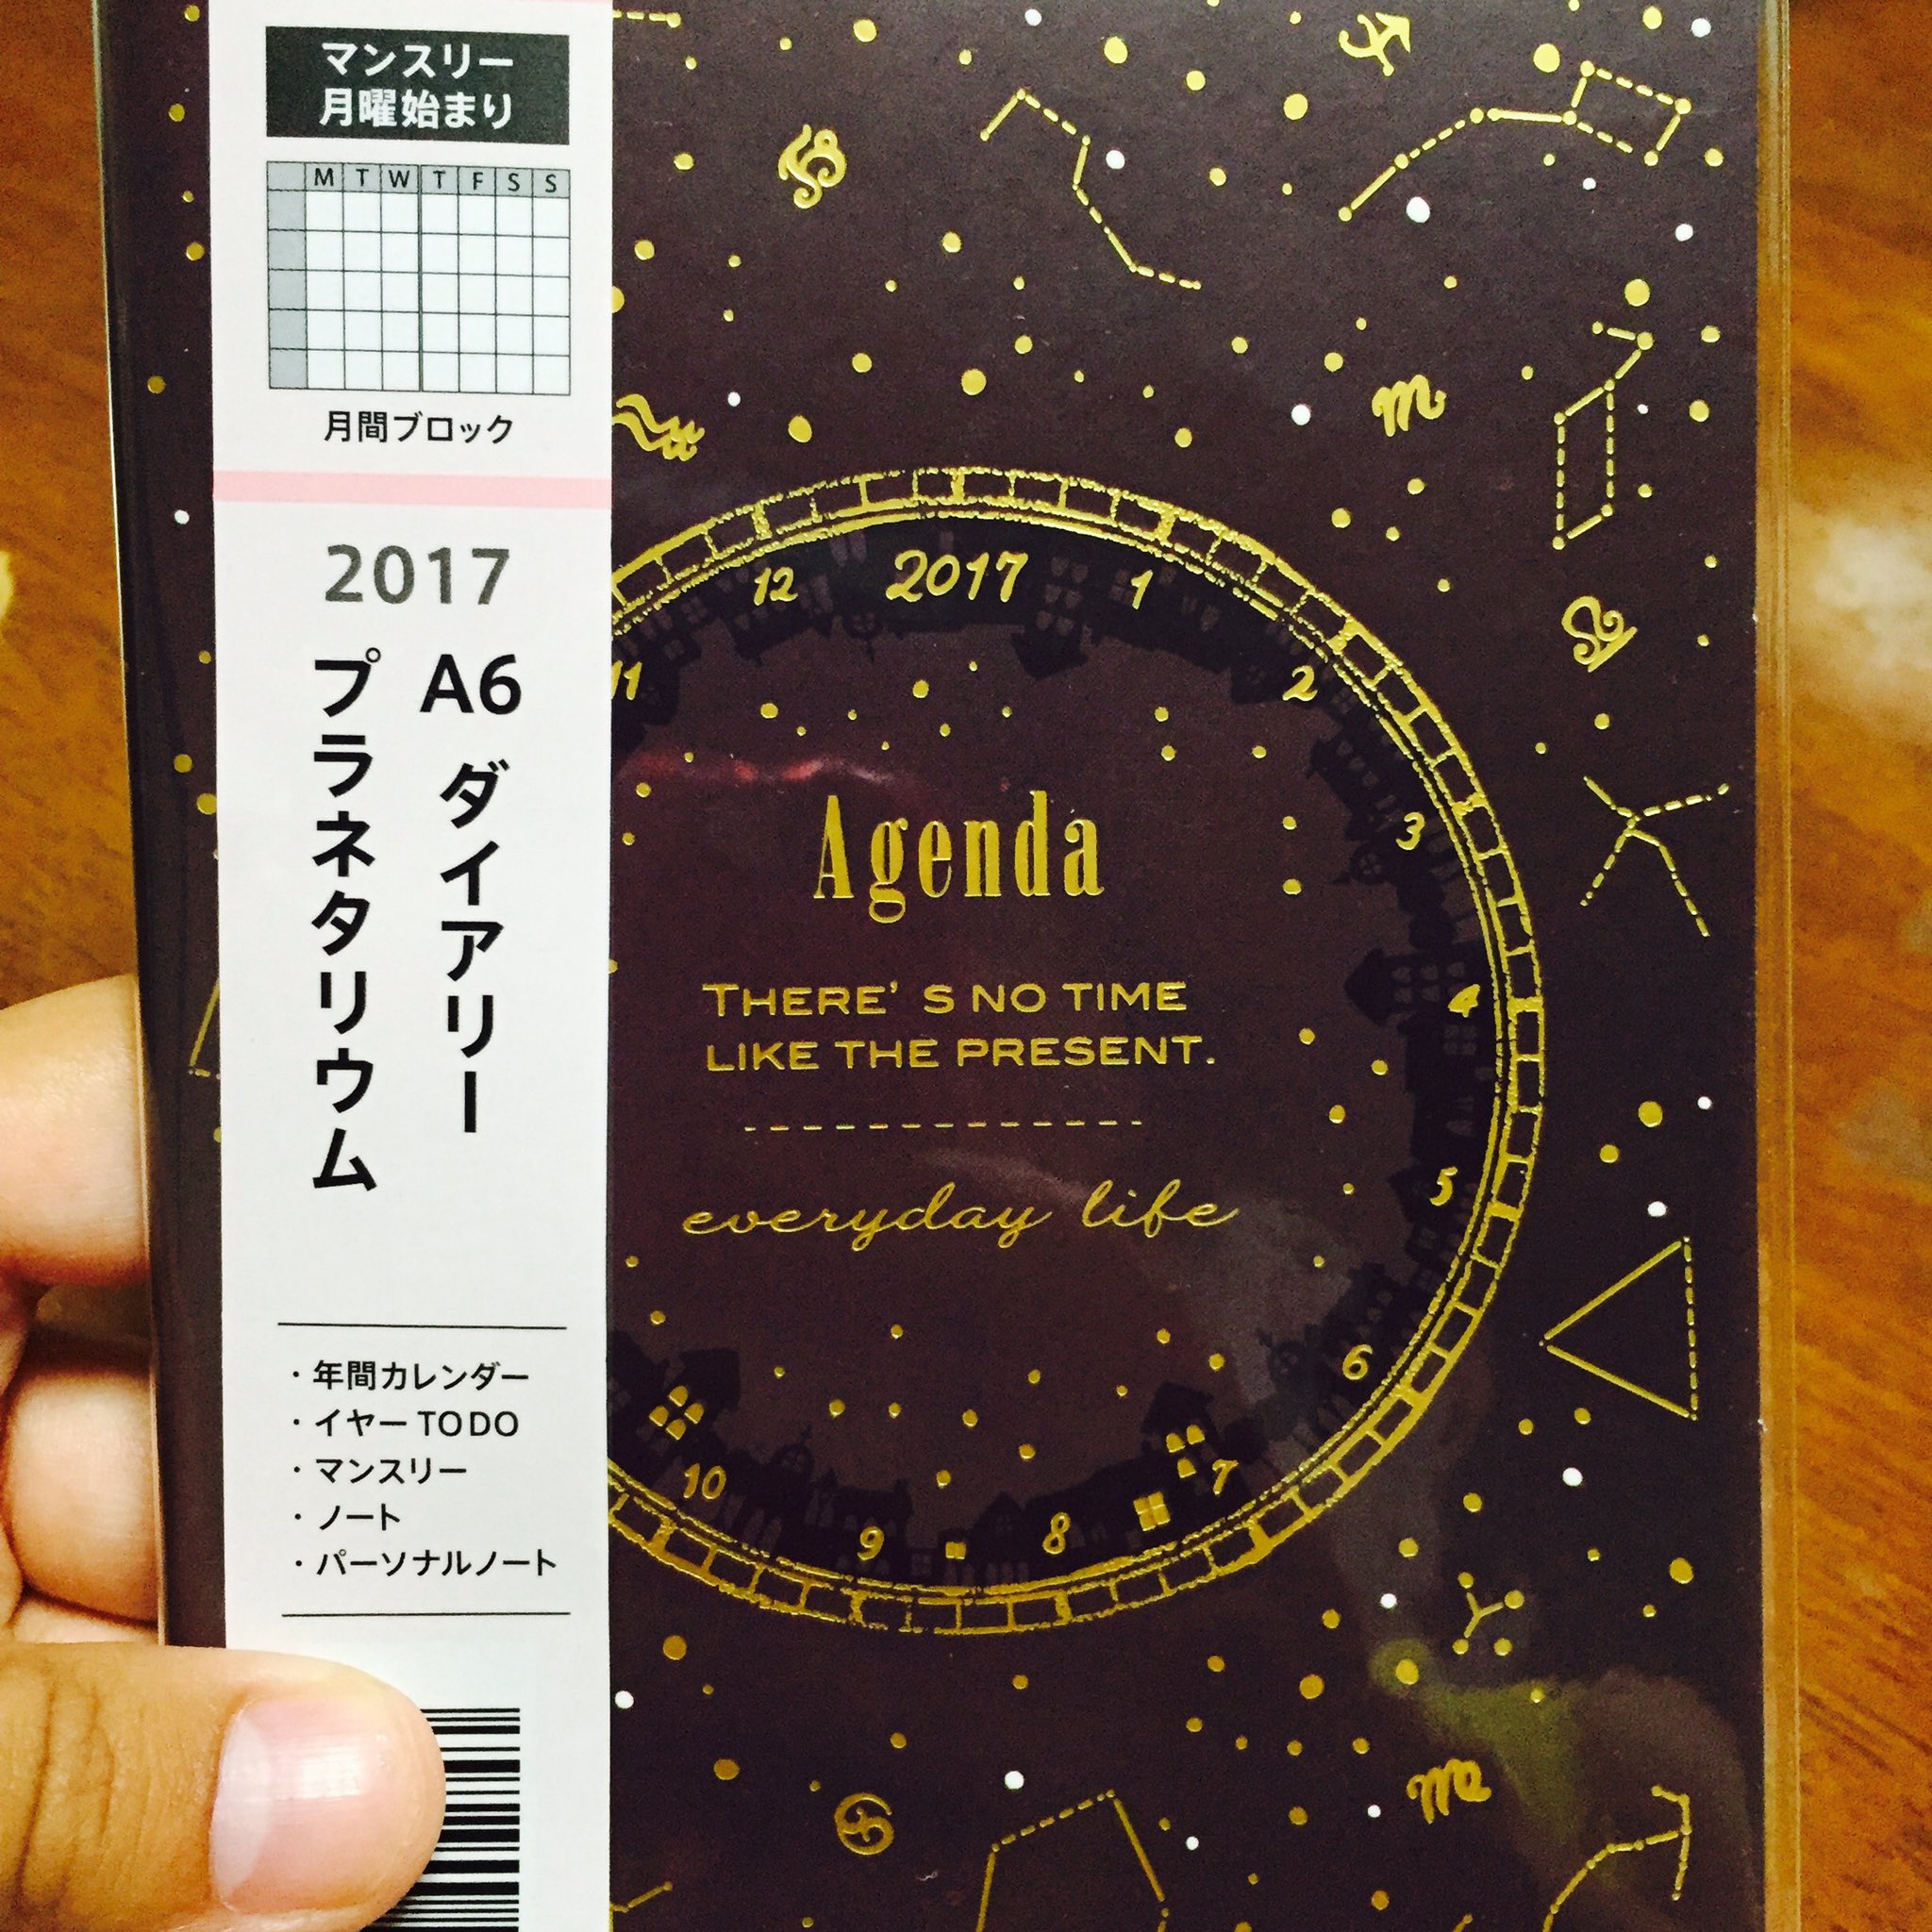 マンスリー
月曜始まり
M T W T F S S
月間ブロック
2017
A6 ダイアリー
プラネタリウム
・年間カレンダー
・イヤー TO DO
・マンスリー
・ノート
・パーソナルノート
2017
1
2
3
4
5
6
7
8
9
10
11
12
Agenda
THERE' S NO TIME
LIKE THE PRESENT.
everyday life